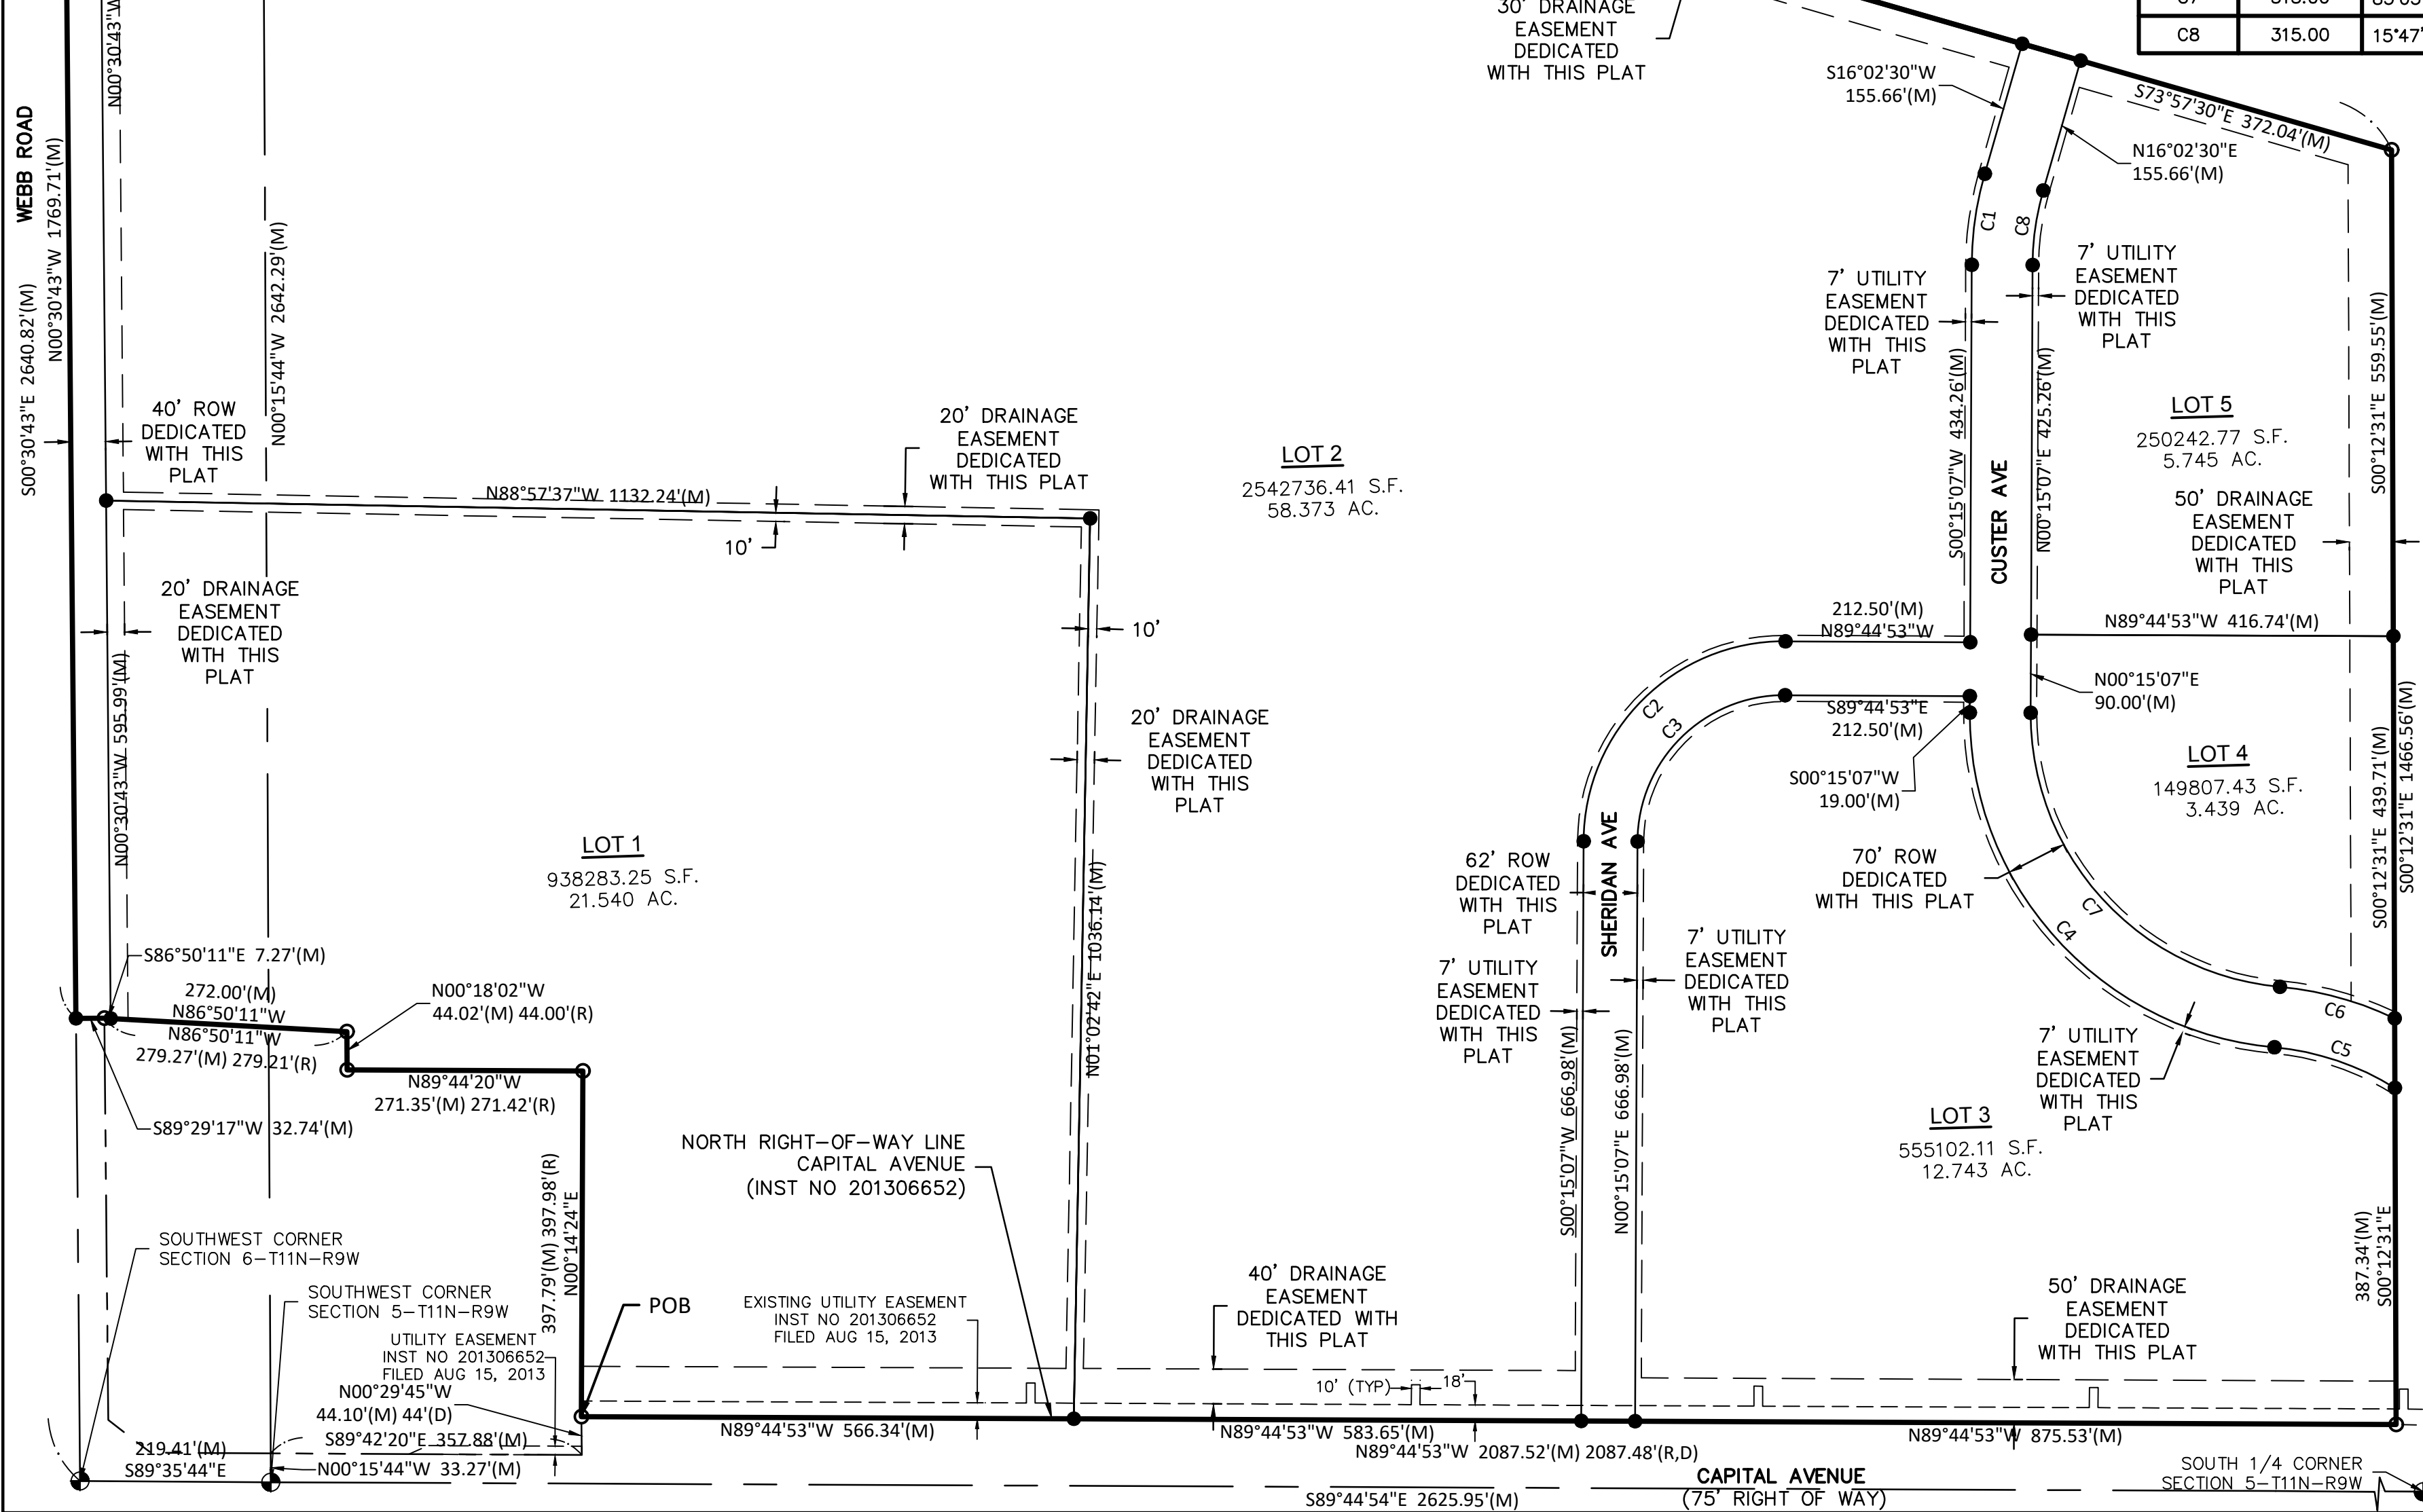 30' DRAINAGE
EASEMENT
DEDICATED
WITH THIS PLAT
C8 315.00 15°47'
S16°02'30"W
155.66'(M)
S73°57'30"E 372.04'(M)
N16°02'30"E
155.66'(M)
C1
C8
WEBB ROAD
S00°30'43"E 2640.82'(M)
N00°30'43"W 1769.71'(M)
N00°30'43"W
N00°15'44"W 2642.29'(M)
7' UTILITY
EASEMENT
DEDICATED
WITH THIS
PLAT
7' UTILITY
EASEMENT
DEDICATED
WITH THIS
PLAT
S00°15'07"W 434.26'(M)
CUSTER AVE
N00°15'07"E 425.26'(M)
S00°12'31"E 559.55'(M)
LOT 5
250242.77 S.F.
5.745 AC.
50' DRAINAGE
EASEMENT
DEDICATED
WITH THIS
PLAT
40' ROW
DEDICATED
WITH THIS
PLAT
20' DRAINAGE
EASEMENT
DEDICATED
WITH THIS PLAT
LOT 2
2542736.41 S.F.
58.373 AC.
N88°57'37"W 1132.24'(M)
10'
20' DRAINAGE
EASEMENT
DEDICATED
WITH THIS
PLAT
10'
212.50'(M)
N89°44'53"W
N89°44'53"W 416.74'(M)
N00°15'07"E
90.00'(M)
C2
C3
S89°44'53"E
212.50'(M)
S00°15'07"W
19.00'(M)
20' DRAINAGE
EASEMENT
DEDICATED
WITH THIS
PLAT
N00°30'43"W 595.99'(M)
LOT 4
149807.43 S.F.
3.439 AC.
S00°12'31"E 439.71'(M)
S00°12'31"E 1466.56'(M)
LOT 1
938283.25 S.F.
21.540 AC.
N01°02'42"E 1036.14'(M)
62' ROW
DEDICATED
WITH THIS
PLAT
SHERIDAN AVE
70' ROW
DEDICATED
WITH THIS PLAT
C7
C4
C6
C5
S86°50'11"E 7.27'(M)
272.00'(M)
N86°50'11"W
N86°50'11"W
279.27'(M) 279.21'(R)
N00°18'02"W
44.02'(M) 44.00'(R)
7' UTILITY
EASEMENT
DEDICATED
WITH THIS
PLAT
7' UTILITY
EASEMENT
DEDICATED
WITH THIS
PLAT
7' UTILITY
EASEMENT
DEDICATED
WITH THIS
PLAT
S00°15'07"W 666.98'(M)
N00°15'07"E 666.98'(M)
N89°44'20"W
271.35'(M) 271.42'(R)
S89°29'17"W 32.74'(M)
LOT 3
555102.11 S.F.
12.743 AC.
NORTH RIGHT-OF-WAY LINE
CAPITAL AVENUE
(INST NO 201306652)
397.79'(M) 397.98'(R)
N00°14'24"E
387.34'(M)
S00°12'31"E
SOUTHWEST CORNER
SECTION 6-T11N-R9W
SOUTHWEST CORNER
SECTION 5-T11N-R9W
POB
EXISTING UTILITY EASEMENT
INST NO 201306652
FILED AUG 15, 2013
40' DRAINAGE
EASEMENT
DEDICATED WITH
THIS PLAT
50' DRAINAGE
EASEMENT
DEDICATED
WITH THIS PLAT
UTILITY EASEMENT
INST NO 201306652
FILED AUG 15, 2013
N00°29'45"W
44.10'(M) 44'(D)
10' (TYP)
18'
N89°44'53"W 566.34'(M)
N89°44'53"W 583.65'(M)
N89°44'53"W 875.53'(M)
219.41'(M)
S89°35'44"E
S89°42'20"E 357.88'(M)
N00°15'44"W 33.27'(M)
N89°44'53"W 2087.52'(M) 2087.48'(R,D)
CAPITAL AVENUE
(75' RIGHT OF WAY)
S89°44'54"E 2625.95'(M)
SOUTH 1/4 CORNER
SECTION 5-T11N-R9W